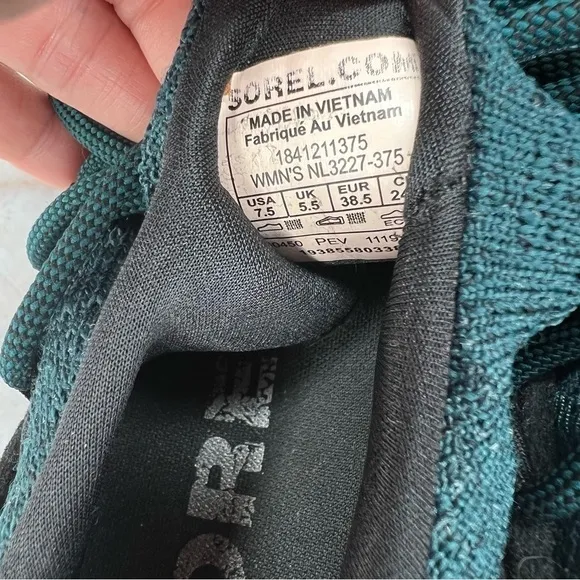 SOREL.COM
MADE IN VIETNAM
Fabriqué Au Vietnam
1841211375
WMN'S NL3227-375
USA UK EUR
7.5 5.5 38.5 24
PEV